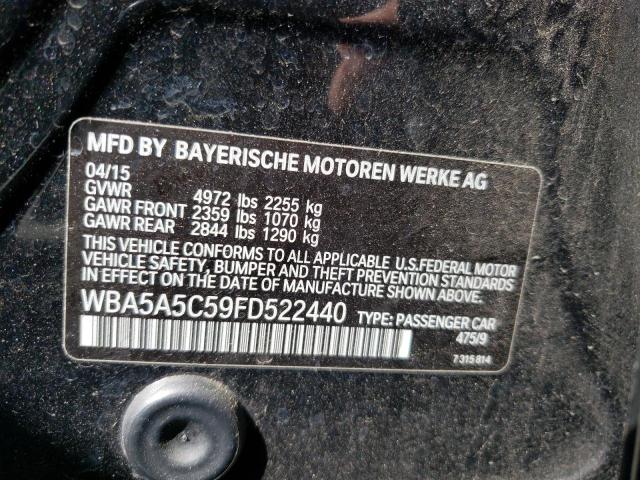 MFD BY BAYERISCHE MOTOREN WERKE AG
04/15
GVWR 4972 lbs 2255 kg
GAWR FRONT 2359 lbs 1070 kg
GAWR REAR 2844 lbs 1290 kg
THIS VEHICLE CONFORMS TO ALL APPLICABLE U.S.FEDERAL MOTOR
VEHICLE SAFETY, BUMPER AND THEFT PREVENTION STANDARDS
IN EFFECT ON THE DATE OF MANUFACTURE SHOWN ABOVE.
WBA5A5C59FD522440 TYPE: PASSENGER CAR
475/9
7 315 814